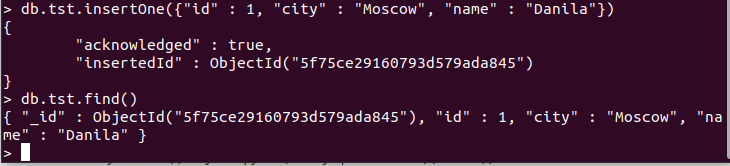 > db.tst.insertOne({"id" : 1, "city" : "Moscow", "name" : "Danila"})
{
        "acknowledged" : true,
        "insertedId" : ObjectId("5f75ce29160793d579ada845")
}
> db.tst.find()
{ "_id" : ObjectId("5f75ce29160793d579ada845"), "id" : 1, "city" : "Moscow", "na
me" : "Danila" }
>